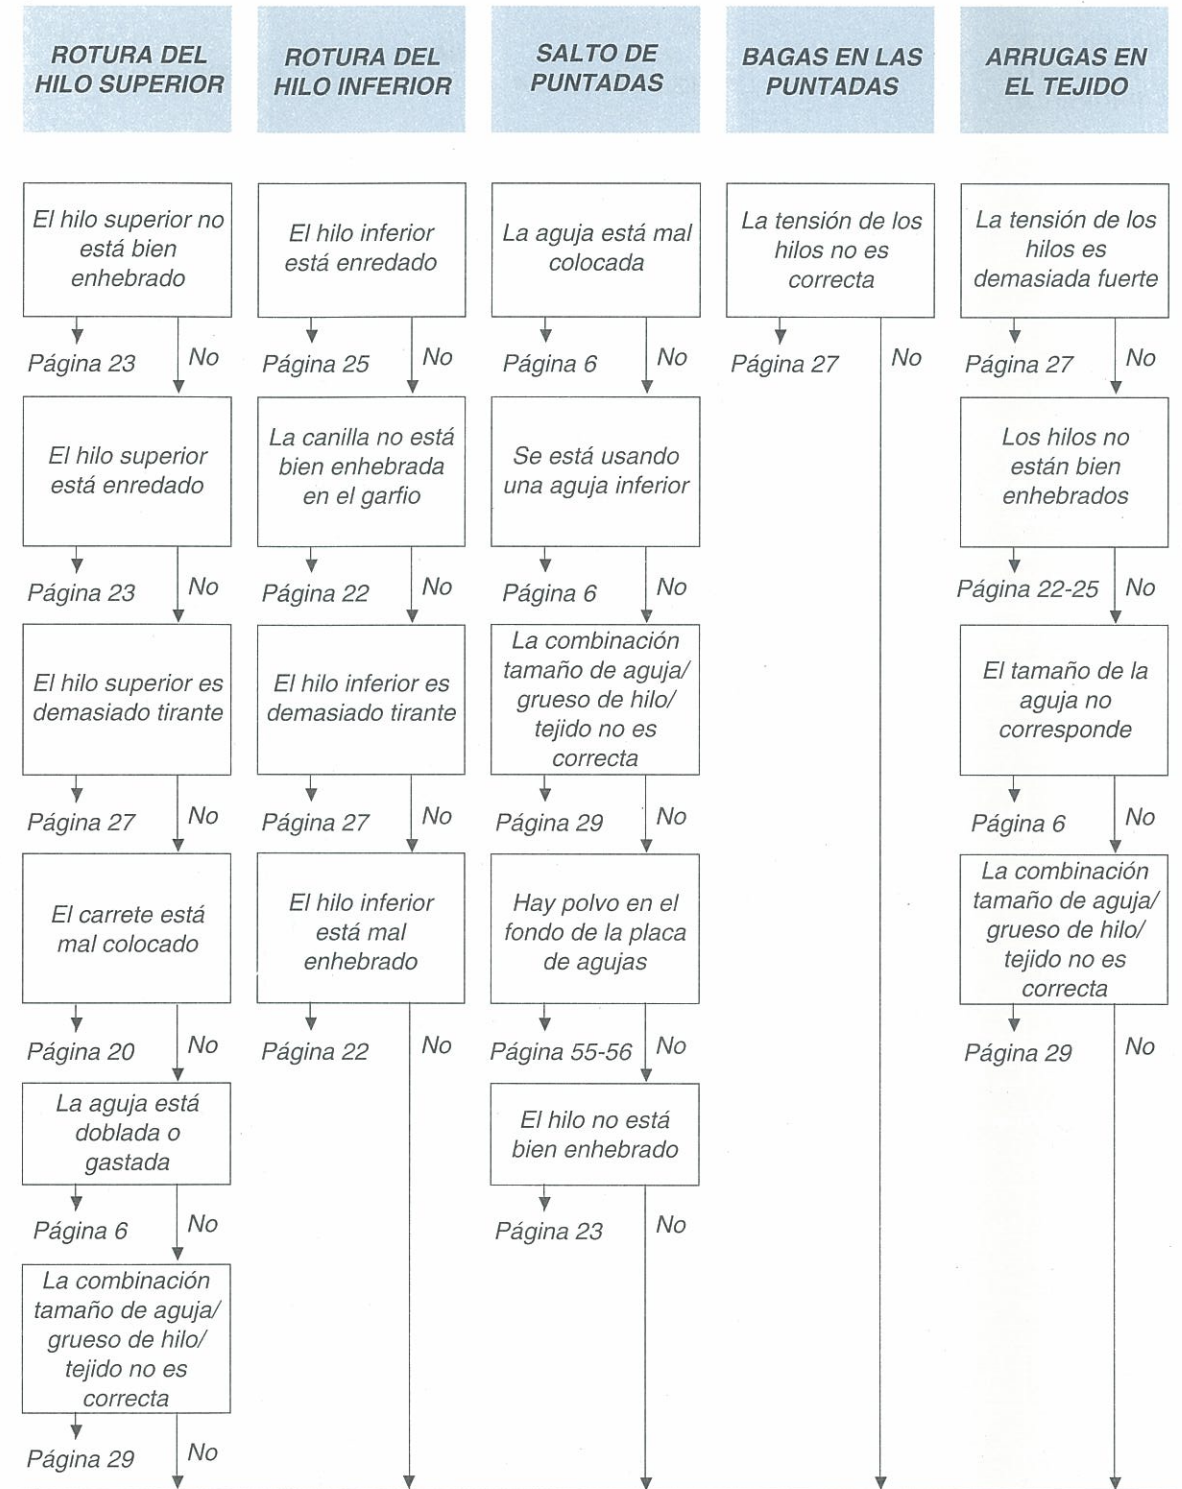 ROTURA DEL
HILO SUPERIOR
El hilo superior no
está bien
enhebrado
Página 23
No
El hilo superior
está enredado
Página 23
No
El hilo superior es
demasiado tirante
Página 27
No
El carrete está
mal colocado
Página 20
No
La aguja está
doblada o
gastada
Página 6
No
La combinación
tamaño de aguja/
grueso de hilo/
tejido no es
correcta
Página 29
No
ROTURA DEL
HILO INFERIOR
El hilo inferior
está enredado
Página 25
No
La canilla no está
bien enhebrada
en el garfio
Página 22
No
El hilo inferior es
demasiado tirante
Página 27
No
El hilo inferior
está mal
enhebrado
Página 22
No
SALTO DE
PUNTADAS
La aguja está mal
colocada
Página 6
No
Se está usando
una aguja inferior
Página 6
No
La combinación
tamaño de aguja/
grueso de hilo/
tejido no es
correcta
Página 29
No
Hay polvo en el
fondo de la placa
de agujas
Página 55-56
No
El hilo no está
bien enhebrado
Página 23
No
BAGAS EN LAS
PUNTADAS
La tensión de los
hilos no es
correcta
Página 27
No
ARRUGAS EN
EL TEJIDO
La tensión de los
hilos es
demasiada fuerte
Página 27
No
Los hilos no
están bien
enhebrados
Página 22-25
No
El tamaño de la
aguja no
corresponde
Página 6
No
La combinación
tamaño de aguja/
grueso de hilo/
tejido no es
correcta
Página 29
No